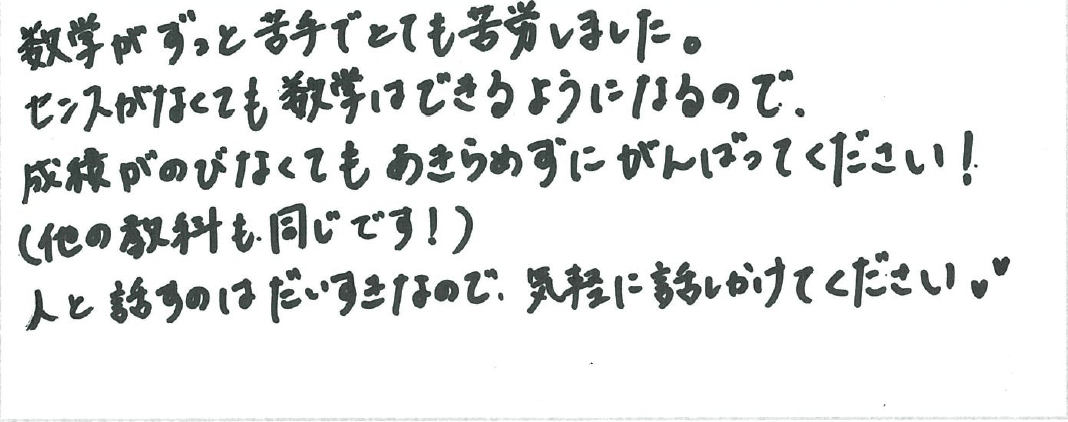 数学がずっと苦手でとても苦労しました。
センスがなくても数学はできるようになるので、
成績がのびなくてもあきらめずにがんばってください！
(他の教科も同じです！)
人と話すのはだいすきなので、気軽に話しかけてください♥♥